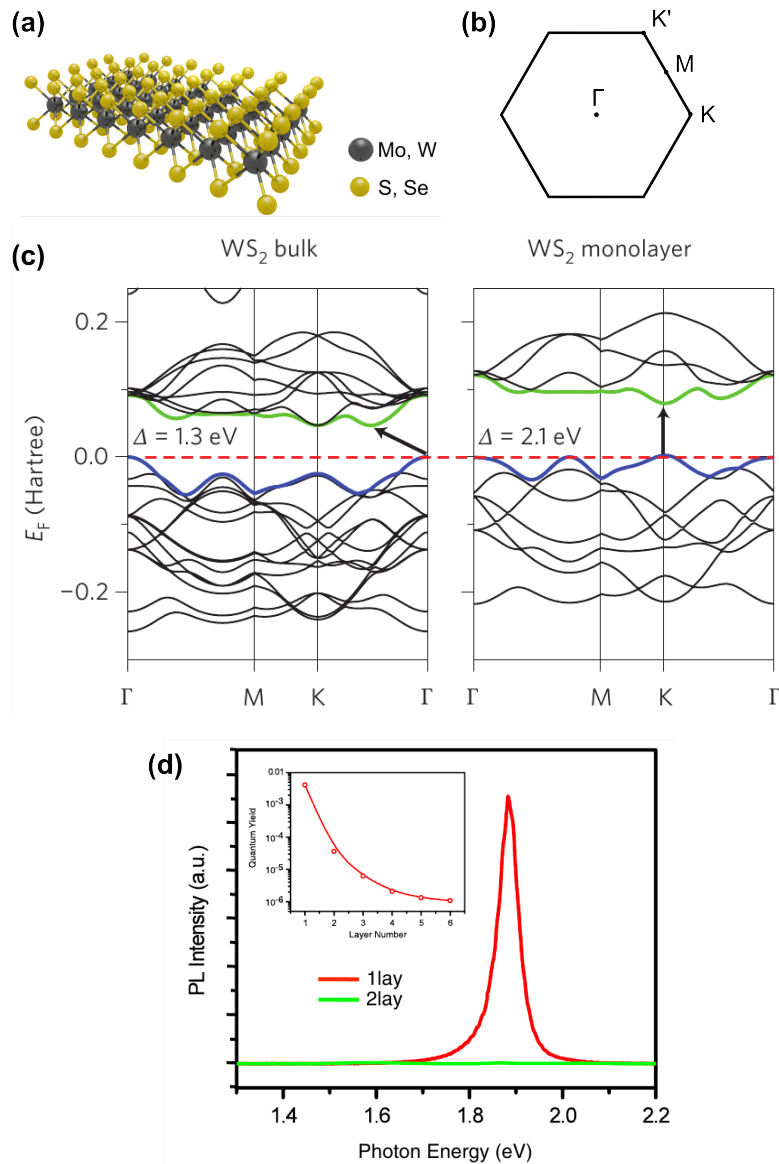 (a)
Mo, W
S, Se
(b)
K'
M
Γ
K
(c)
WS₂ bulk
WS₂ monolayer
E_F (Hartree)
0.2
0.0
−0.2
Δ = 1.3 eV
Δ = 2.1 eV
Γ M K Γ
Γ M K Γ
(d)
PL Intensity (a.u.)
Quantum Yield
0.01
10⁻³
10⁻⁴
10⁻⁵
10⁻⁶
1 2 3 4 5 6
Layer Number
1lay
2lay
1.4 1.6 1.8 2.0 2.2
Photon Energy (eV)